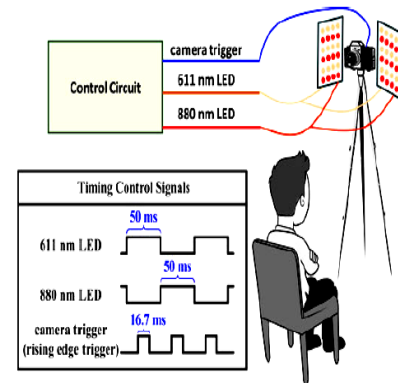 camera trigger
611 nm LED
Control Circuit
880 nm LED
Timing Control Signals
50 ms
611 nm LED
50 ms
880 nm LED
16.7 ms
camera trigger
(rising edge trigger)